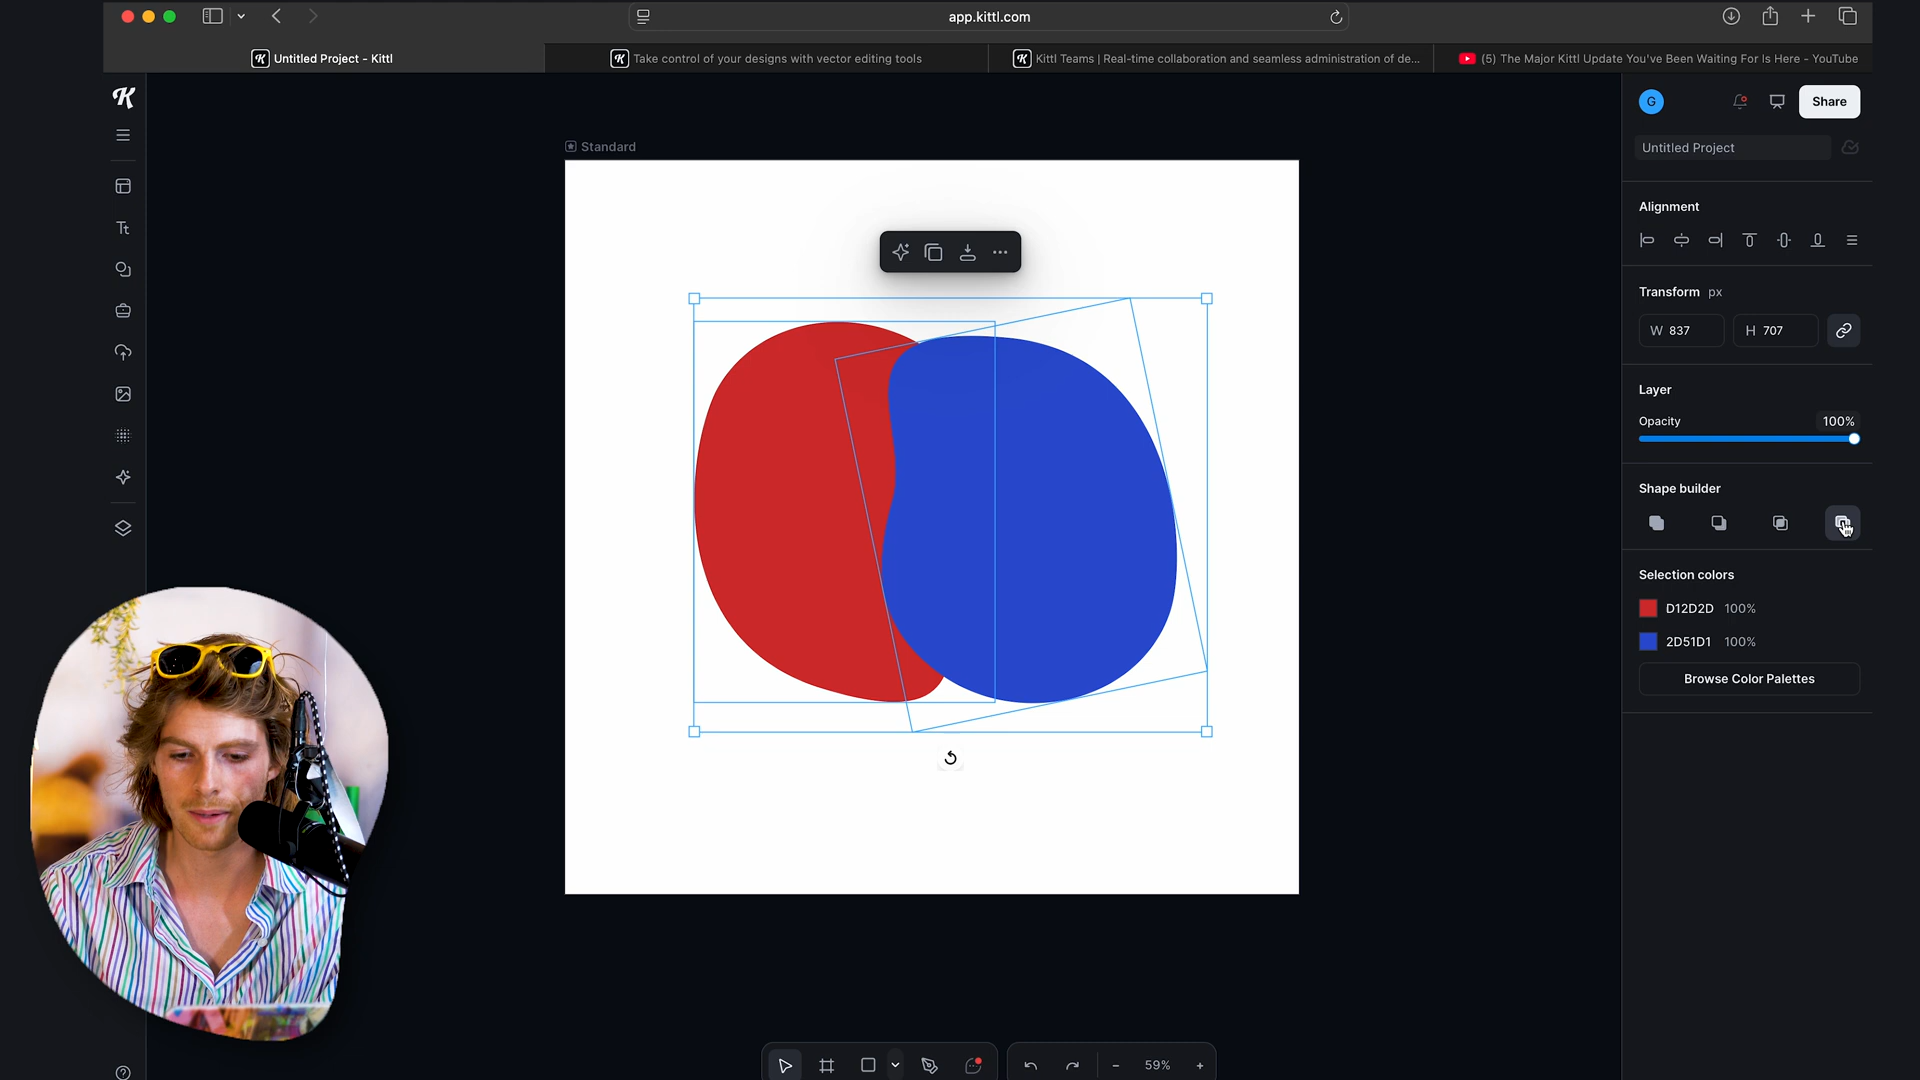 app.kittl.com
Untitled Project - Kittl
Take control of your designs with vector editing tools
Kittl Teams | Real-time collaboration and seamless administration of de...
(5) The Major Kittl Update You've Been Waiting For Is Here - YouTube
K
G
Share
Untitled Project
Standard
Tt
Alignment
Transform px
W 837
H 707
Layer
Opacity 100%
Shape builder
Selection colors
D12D2D 100%
2D51D1 100%
Browse Color Palettes
59%